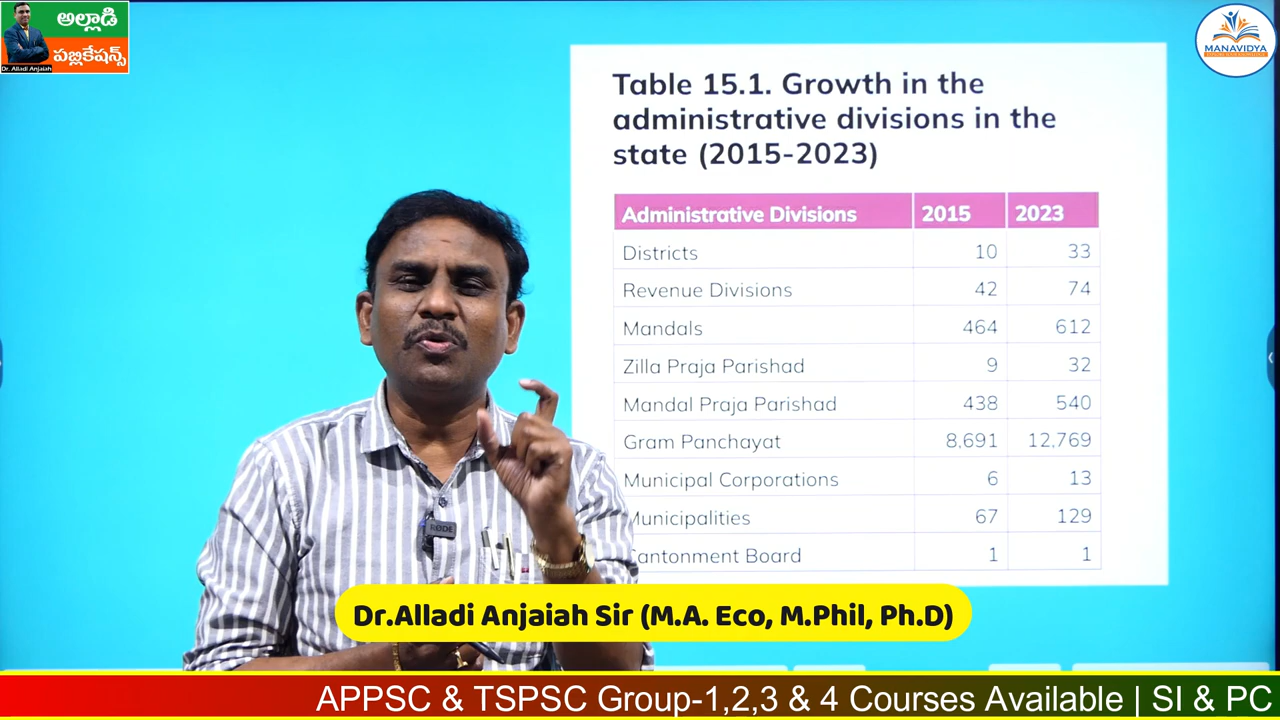 అల్లాడి
పబ్లికేషన్స్
Dr. Alladi Anjaiah
MANAVIDYA
Table 15.1. Growth in the
administrative divisions in the
state (2015-2023)
Administrative Divisions 2015 2023
Districts 10 33
Revenue Divisions 42 74
Mandals 464 612
Zilla Praja Parishad 9 32
Mandal Praja Parishad 438 540
Gram Panchayat 8,691 12,769
Municipal Corporations 6 13
Municipalities 67 129
Cantonment Board 1 1
RØDE
Dr.Alladi Anjaiah Sir (M.A. Eco, M.Phil, Ph.D)
APPSC & TSPSC Group-1,2,3 & 4 Courses Available | SI & PC